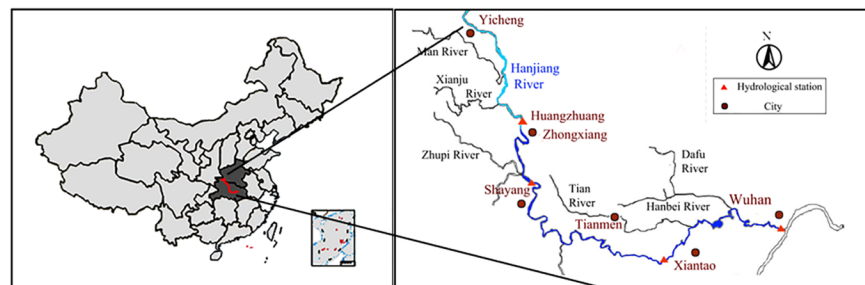 Yicheng
N
Man River
Hanjiang
River
Hydrological station
City
Xianju
River
Huangzhuang
Zhongxiang
Zhupi River
Dafu
River
Shayang
Tian
River
Hanbei River
Wuhan
Tianmen
Xiantao